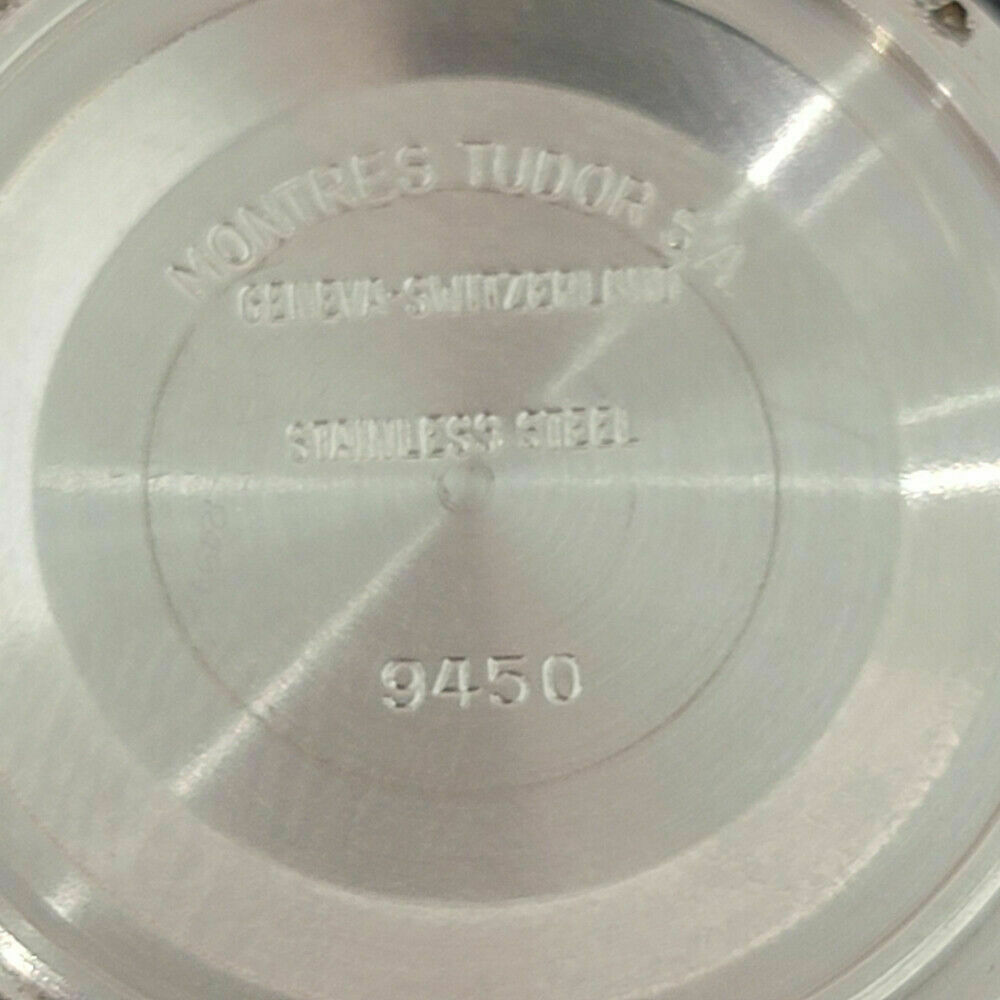 MONTRES TUDOR S.A
GENEVA-SWITZERLAND
STAINLESS STEEL
9450